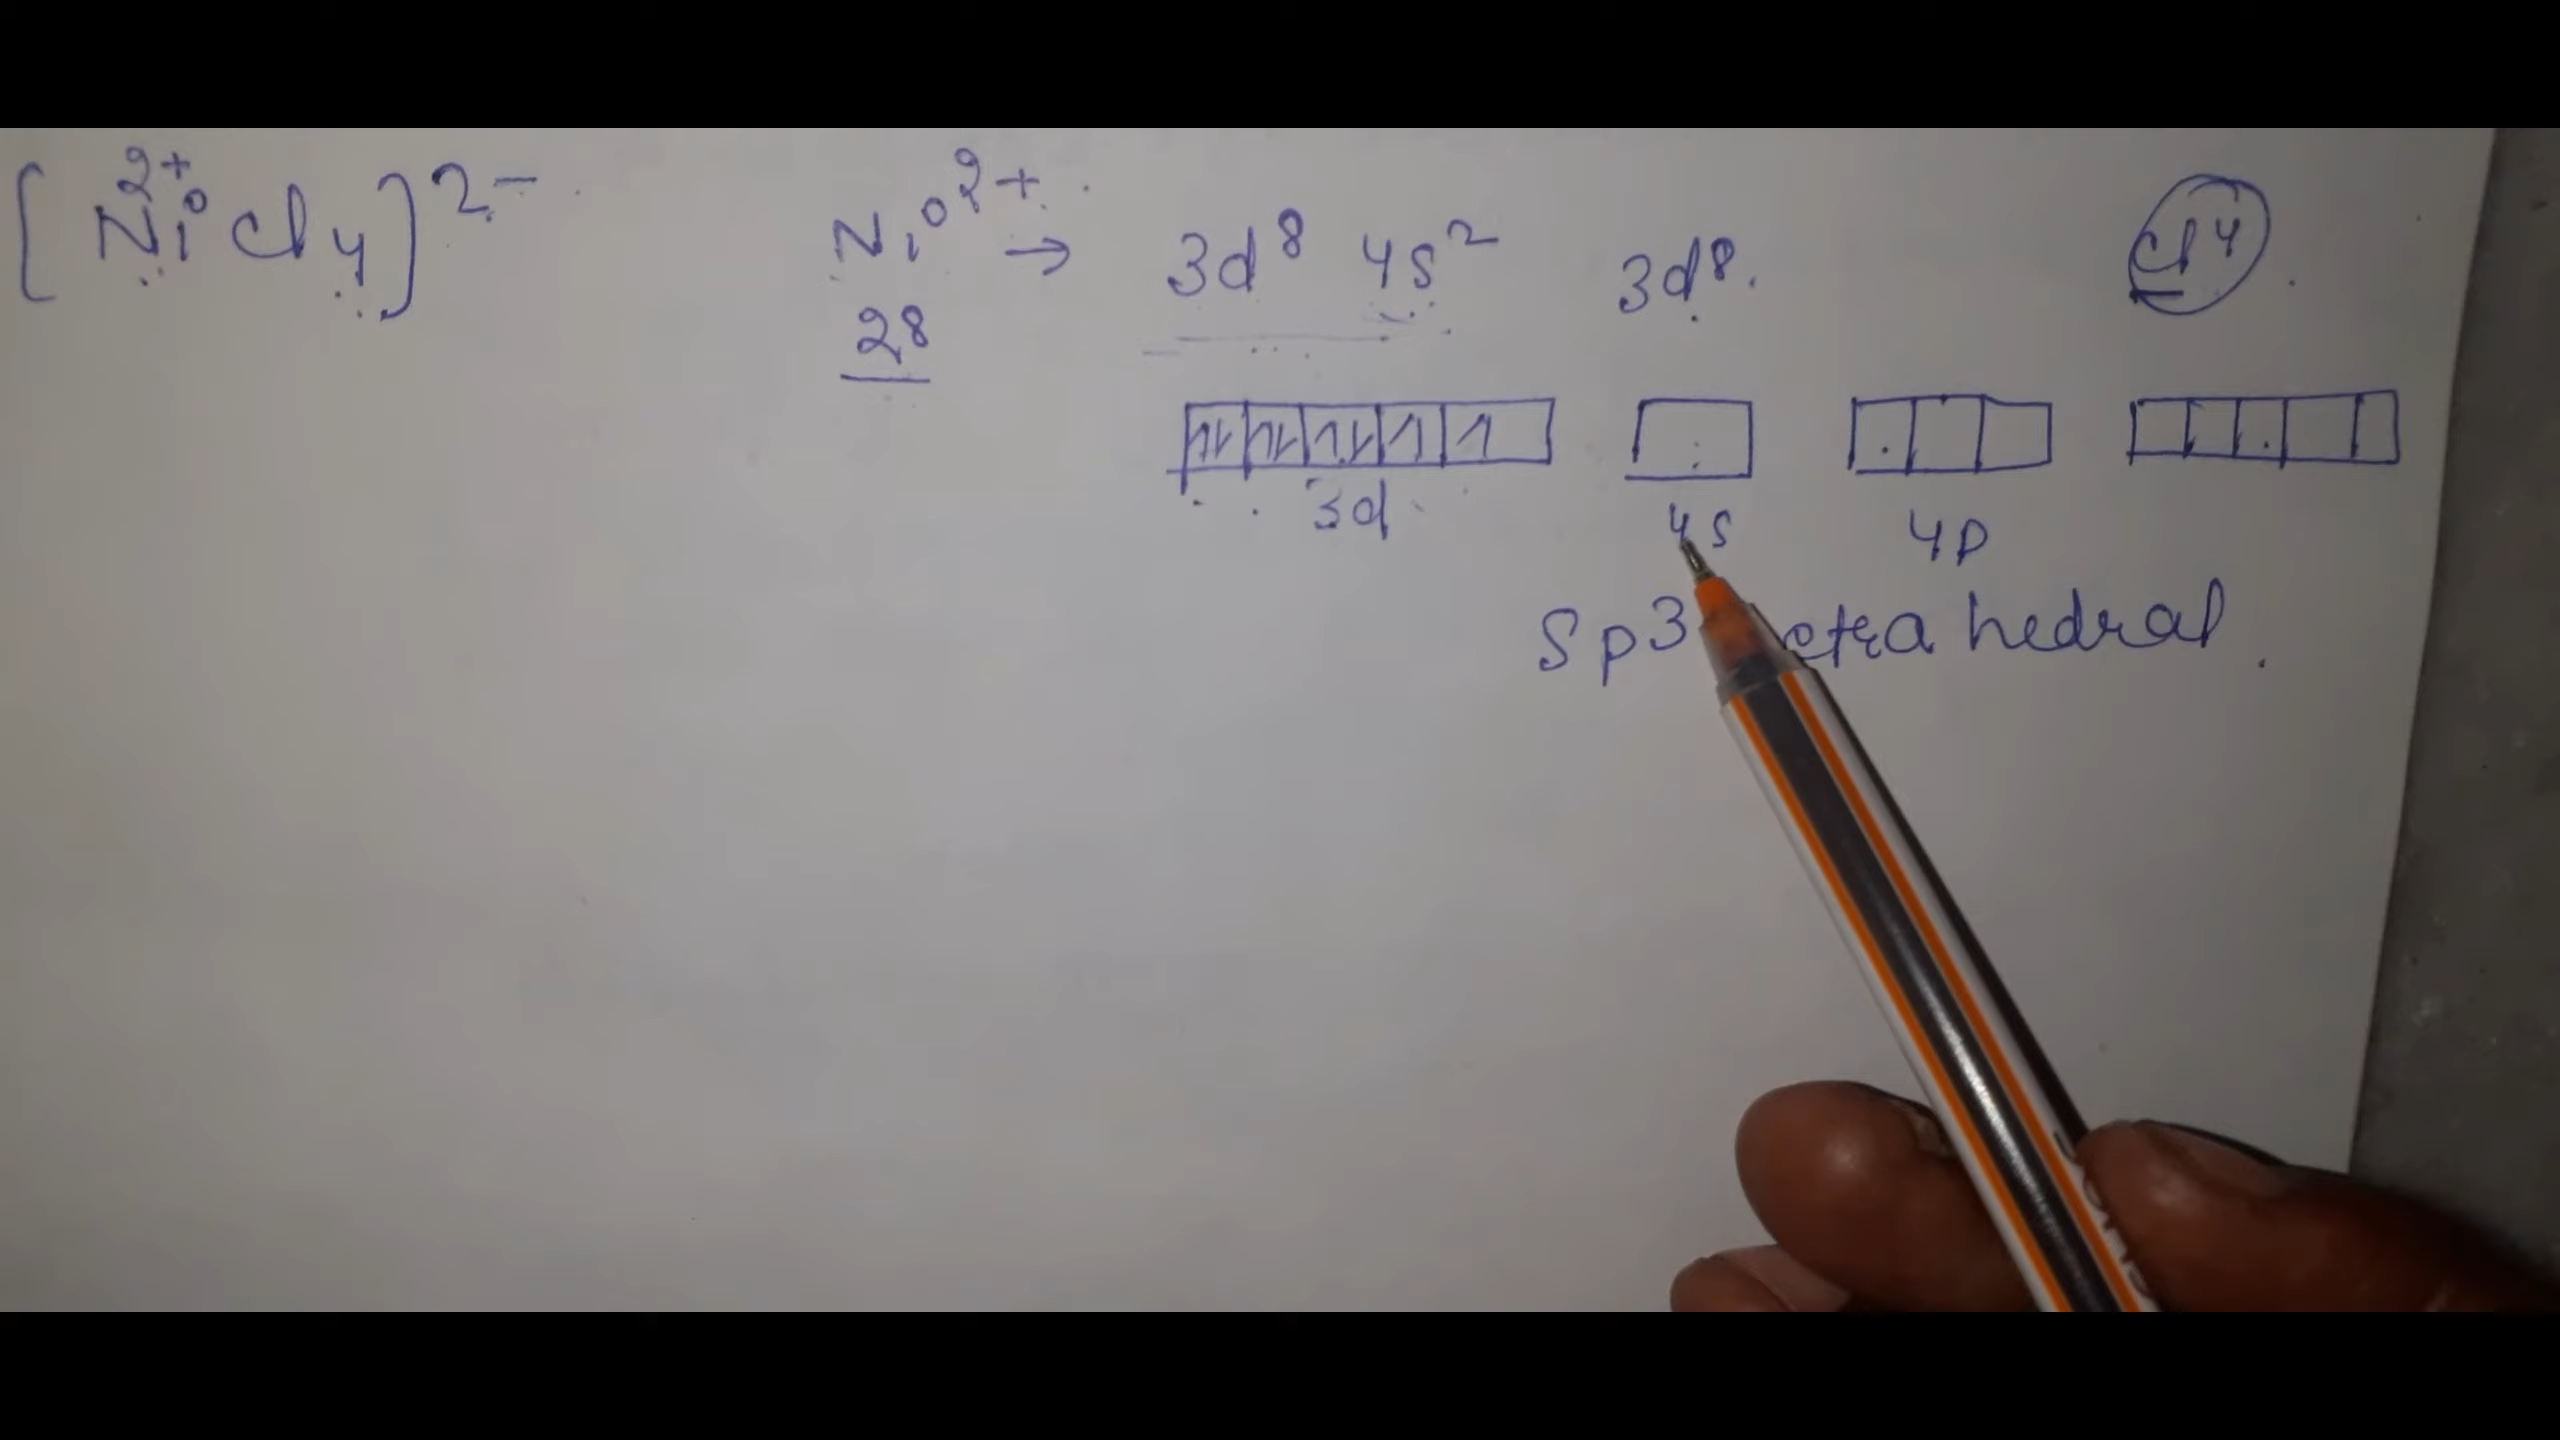 [Ni²⁺Cl4]²⁻ Ni²⁺ → 3d⁸ 4s² 3d⁸. Cl4
28
3d 4s 4p
Sp³ tetrahedral